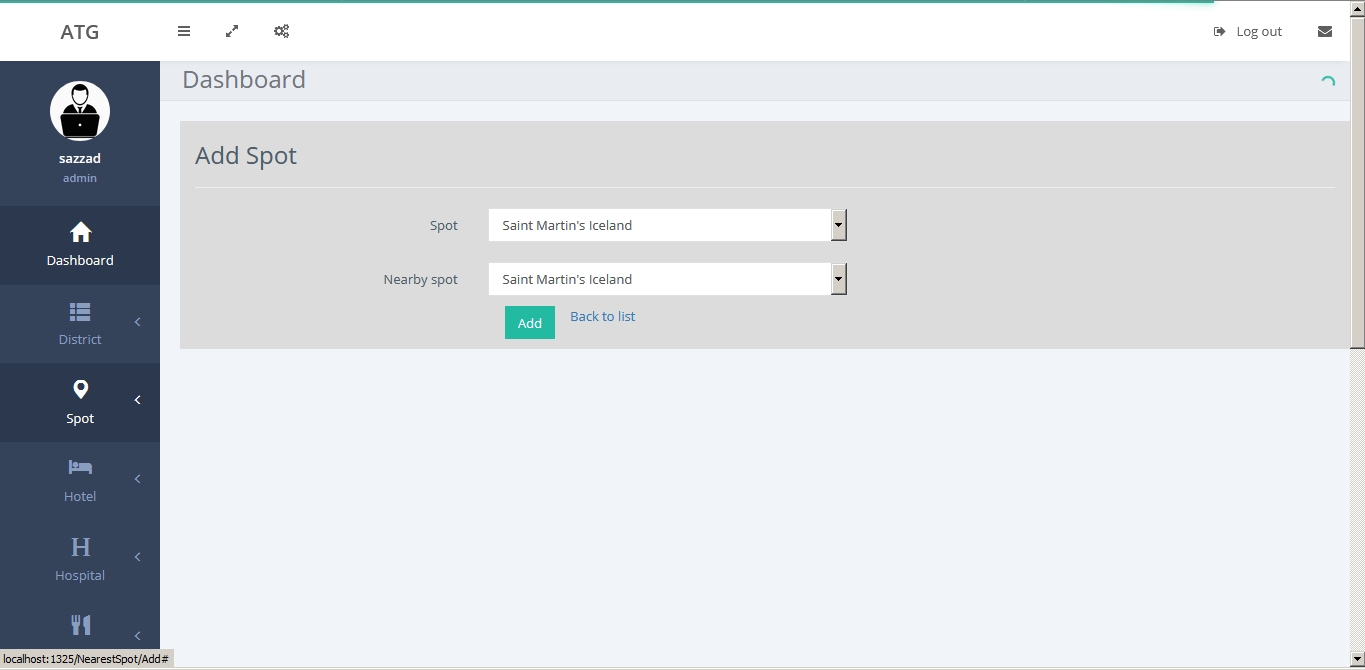 ATG
Log out
Dashboard
sazzad
admin
Add Spot
Spot
Saint Martin's Iceland
Nearby spot
Saint Martin's Iceland
Add
Back to list
Dashboard
District
Spot
Hotel
H
Hospital
localhost:1325/NearestSpot/Add#